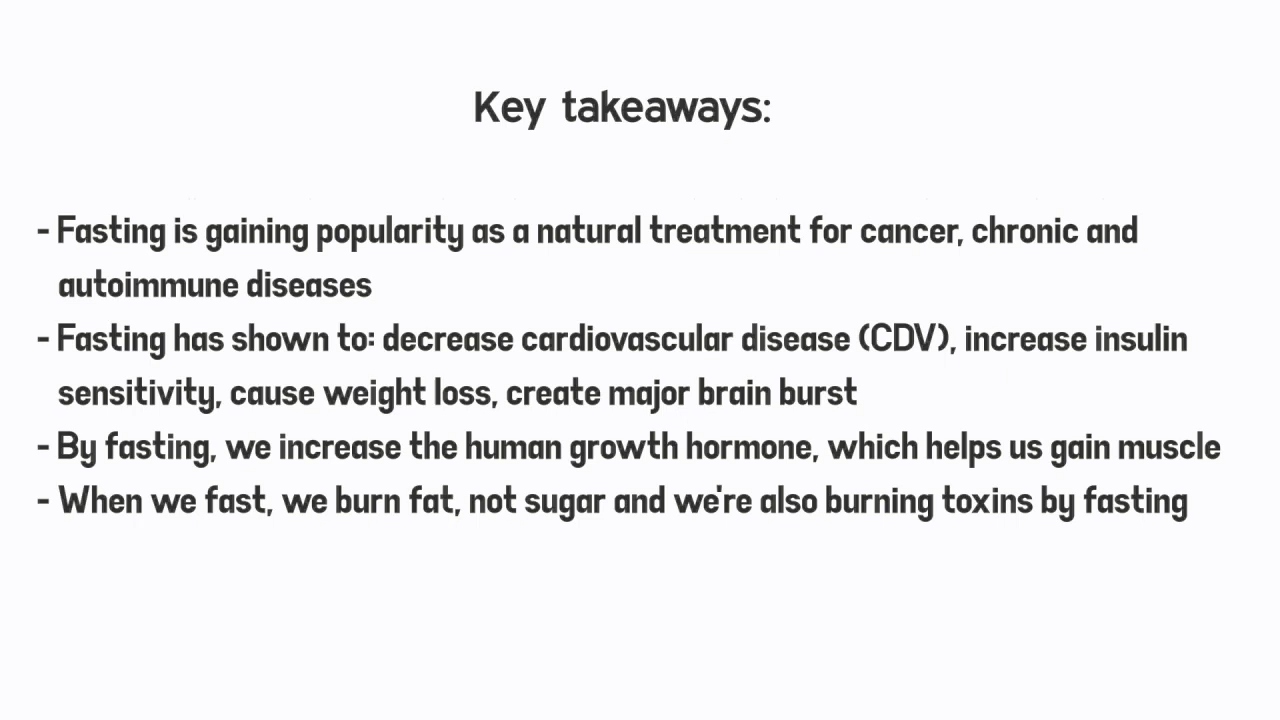 Key takeaways:
- Fasting is gaining popularity as a natural treatment for cancer, chronic and
autoimmune diseases
- Fasting has shown to: decrease cardiovascular disease (CDV), increase insulin
sensitivity, cause weight loss, create major brain burst
- By fasting, we increase the human growth hormone, which helps us gain muscle
- When we fast, we burn fat, not sugar and we're also burning toxins by fasting